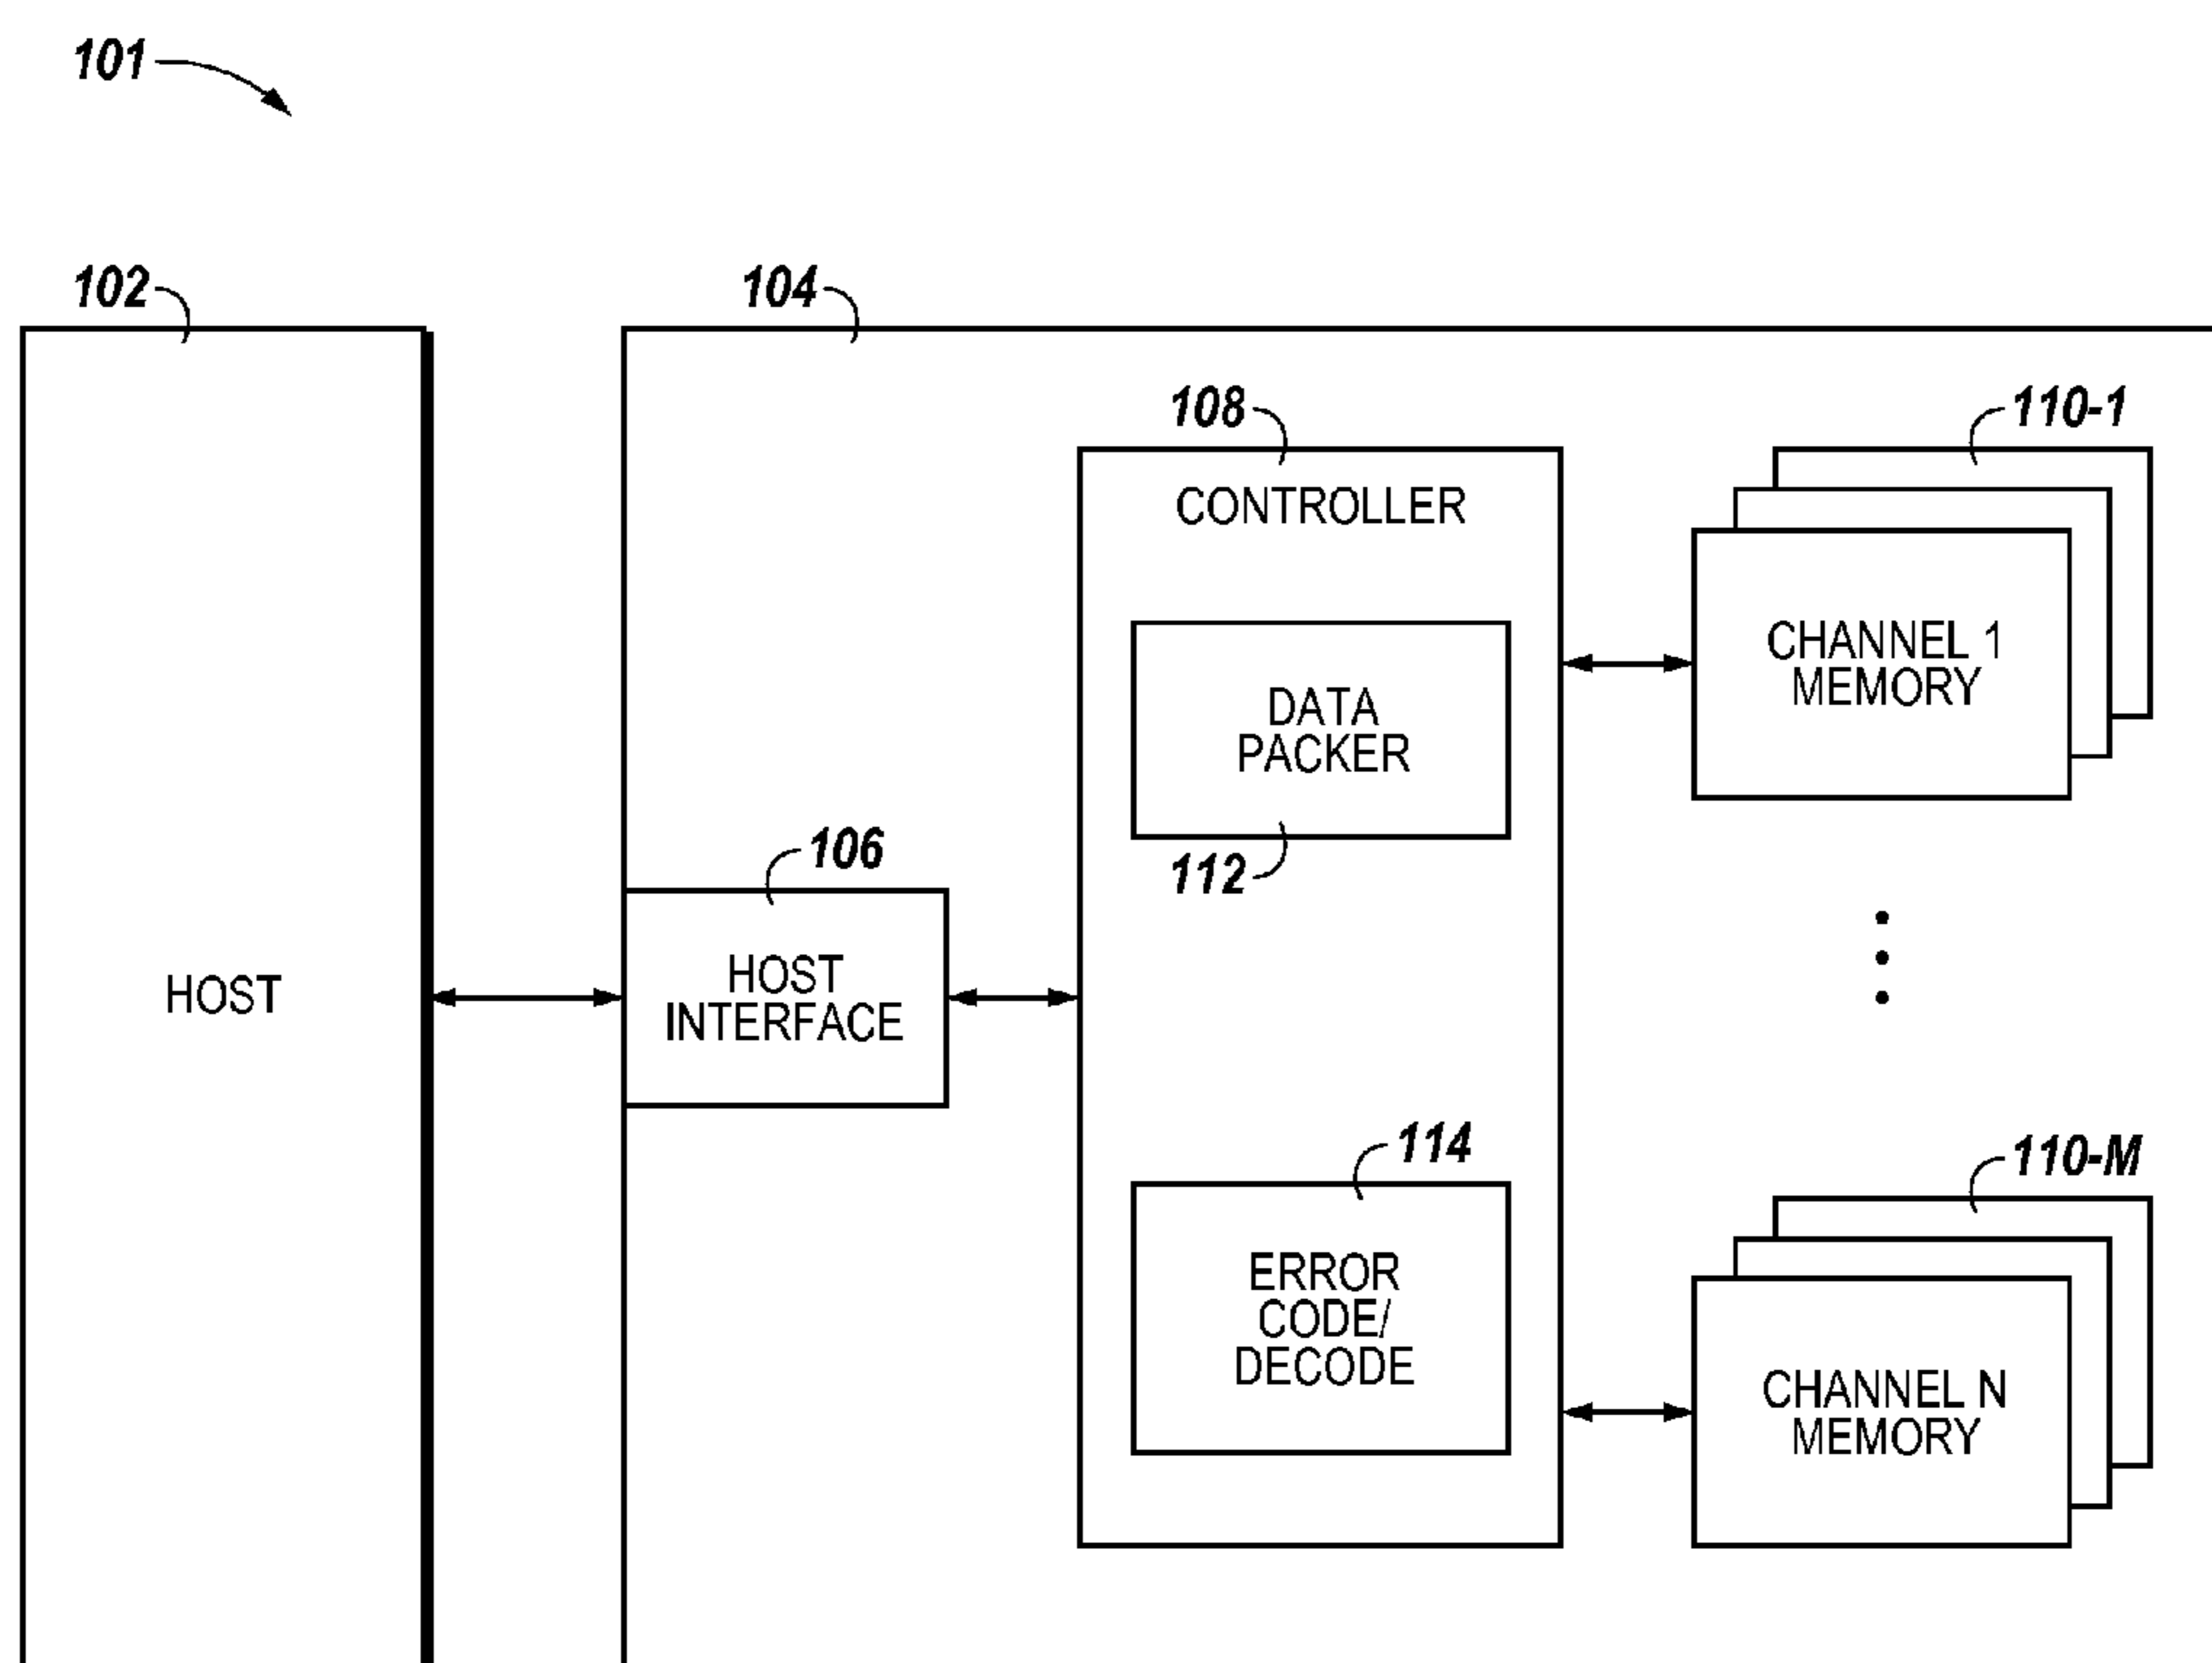 101
102
104
108
110-1
CONTROLLER
CHANNEL 1
MEMORY
DATA
PACKER
112
106
HOST
HOST
INTERFACE
114
110-M
ERROR
CODE/
DECODE
CHANNEL N
MEMORY